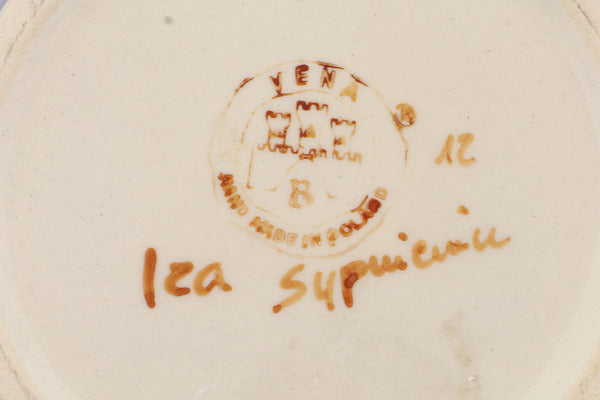 VENA
®
12
B
HAND MADE IN POLAND
Iza